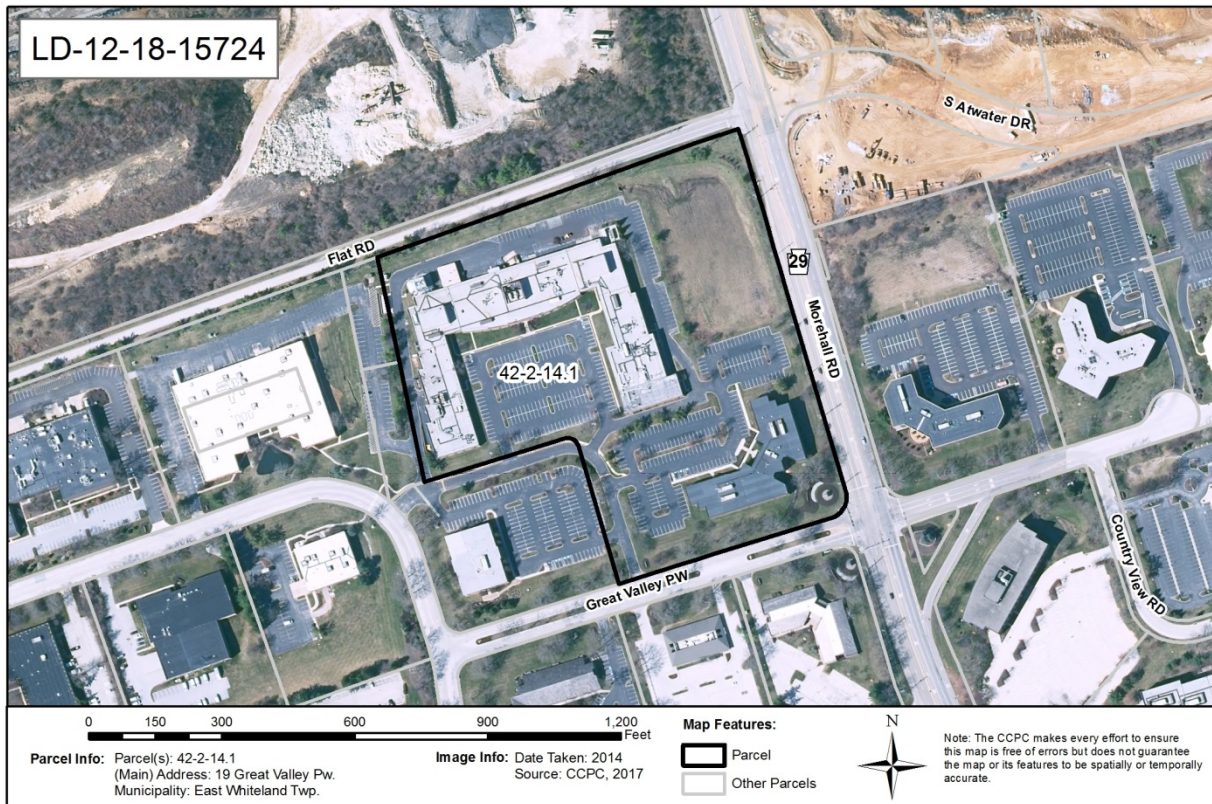 LD-12-18-15724
S Atwater DR
Flat RD
29
Morehall RD
42-2-14.1
Great Valley PW
Country View RD
0 150 300 600 900 1,200
Feet
Parcel Info: Parcel(s): 42-2-14.1
(Main) Address: 19 Great Valley Pw.
Municipality: East Whiteland Twp.
Image Info: Date Taken: 2014
Source: CCPC, 2017
Map Features:
Parcel
Other Parcels
N
Note: The CCPC makes every effort to ensure
this map is free of errors but does not guarantee
the map or its features to be spatially or temporally
accurate.